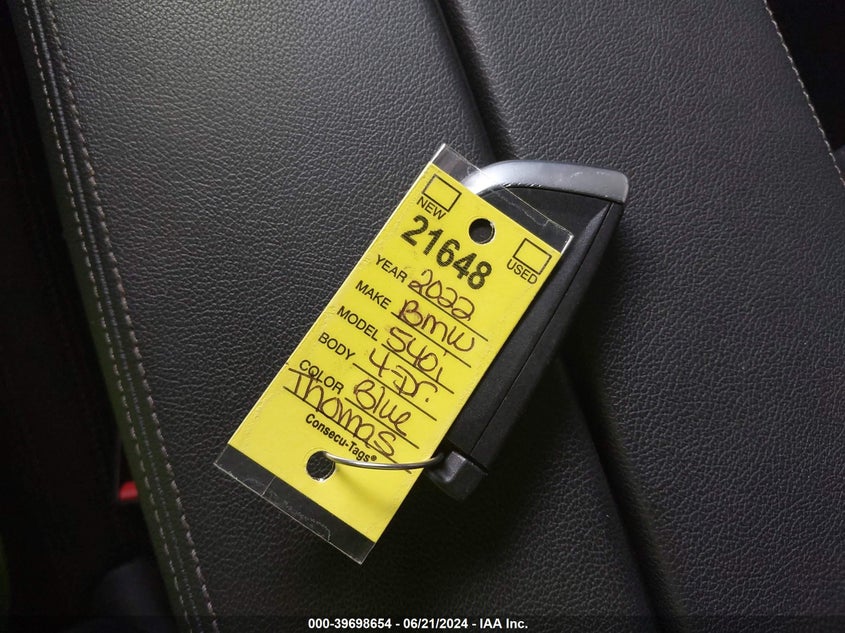 NEW
USED
21648
YEAR 2022
MAKE BMW
MODEL 540i
BODY 4-Dr.
COLOR Blue
Thomas
Consecu-Tags®
000-39698654 - 06/21/2024 - IAA Inc.